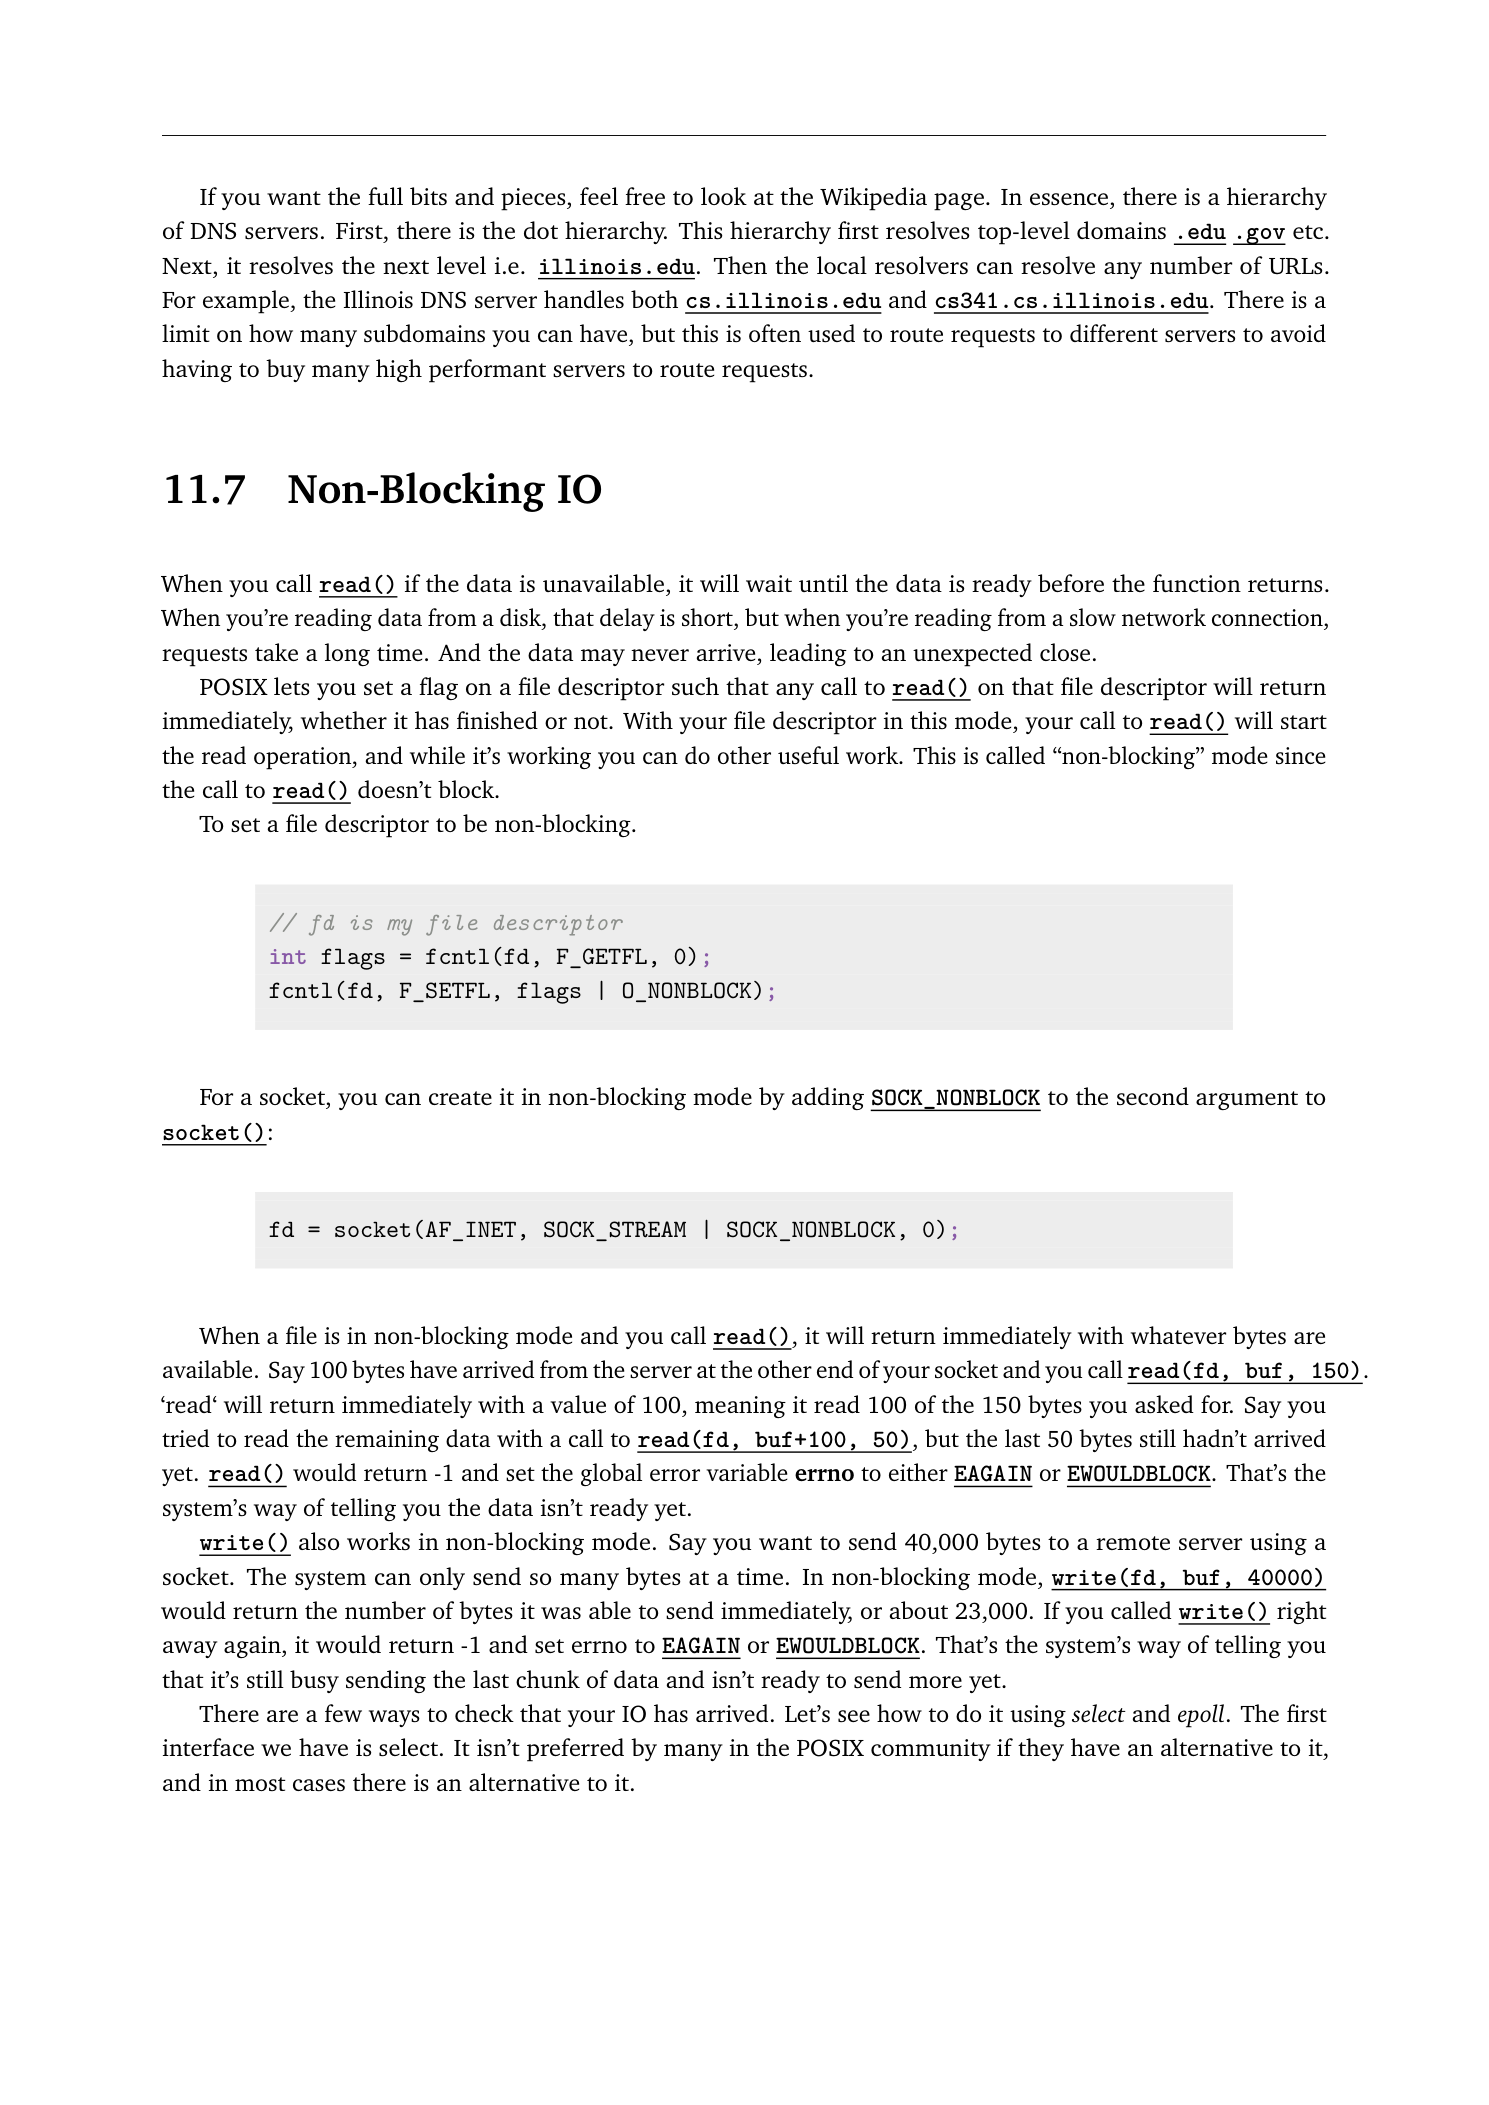 If you want the full bits and pieces, feel free to look at the Wikipedia page. In essence, there is a hierarchy
of DNS servers. First, there is the dot hierarchy. This hierarchy first resolves top-level domains .edu .gov etc.
Next, it resolves the next level i.e. illinois.edu. Then the local resolvers can resolve any number of URLs.
For example, the Illinois DNS server handles both cs.illinois.edu and cs341.cs.illinois.edu. There is a
limit on how many subdomains you can have, but this is often used to route requests to different servers to avoid
having to buy many high performant servers to route requests.
11.7 Non-Blocking IO
When you call read() if the data is unavailable, it will wait until the data is ready before the function returns.
When you’re reading data from a disk, that delay is short, but when you’re reading from a slow network connection,
requests take a long time. And the data may never arrive, leading to an unexpected close.
POSIX lets you set a flag on a file descriptor such that any call to read() on that file descriptor will return
immediately, whether it has finished or not. With your file descriptor in this mode, your call to read() will start
the read operation, and while it’s working you can do other useful work. This is called “non-blocking” mode since
the call to read() doesn’t block.
To set a file descriptor to be non-blocking.
// fd is my file descriptor
int flags = fcntl(fd, F_GETFL, 0);
fcntl(fd, F_SETFL, flags | O_NONBLOCK);
For a socket, you can create it in non-blocking mode by adding SOCK_NONBLOCK to the second argument to
socket():
fd = socket(AF_INET, SOCK_STREAM | SOCK_NONBLOCK, 0);
When a file is in non-blocking mode and you call read(), it will return immediately with whatever bytes are
available. Say 100 bytes have arrived from the server at the other end of your socket and you call read(fd, buf, 150).
‘read‘ will return immediately with a value of 100, meaning it read 100 of the 150 bytes you asked for. Say you
tried to read the remaining data with a call to read(fd, buf+100, 50), but the last 50 bytes still hadn’t arrived
yet. read() would return -1 and set the global error variable errno to either EAGAIN or EWOULDBLOCK. That’s the
system’s way of telling you the data isn’t ready yet.
write() also works in non-blocking mode. Say you want to send 40,000 bytes to a remote server using a
socket. The system can only send so many bytes at a time. In non-blocking mode, write(fd, buf, 40000)
would return the number of bytes it was able to send immediately, or about 23,000. If you called write() right
away again, it would return -1 and set errno to EAGAIN or EWOULDBLOCK. That’s the system’s way of telling you
that it’s still busy sending the last chunk of data and isn’t ready to send more yet.
There are a few ways to check that your IO has arrived. Let’s see how to do it using select and epoll. The first
interface we have is select. It isn’t preferred by many in the POSIX community if they have an alternative to it,
and in most cases there is an alternative to it.